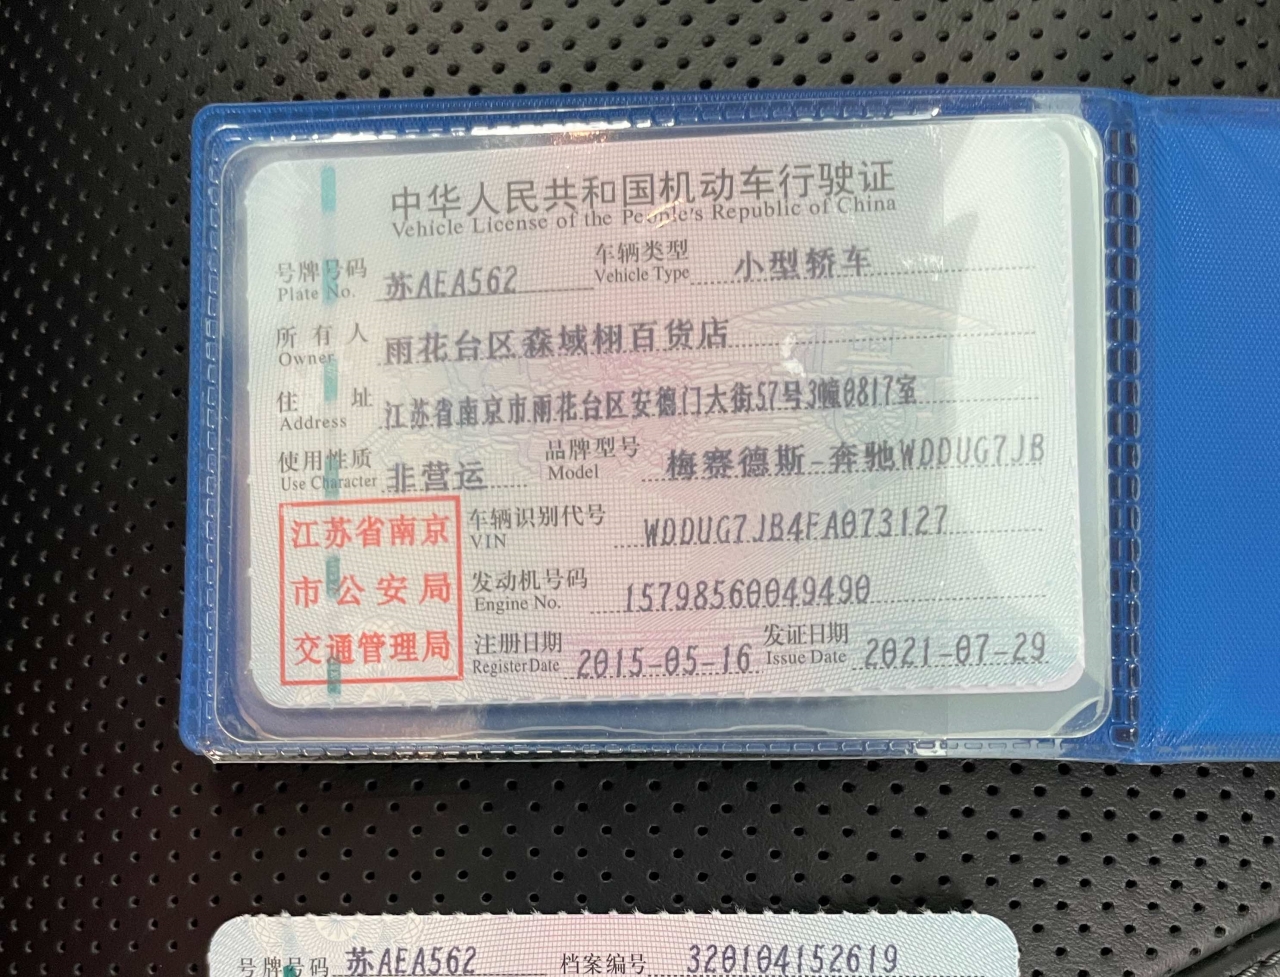 中华人民共和国机动车行驶证
Vehicle License of the People's Republic of China
号牌号码 苏AEA562 车辆类型 小型轿车
Plate No. Vehicle Type
所有人 雨花台区森域栩百货店
Owner
住址 江苏省南京市雨花台区安德门大街57号3幢0817室
Address
使用性质 非营运 品牌型号 梅赛德斯-奔驰WDDUG7JB
Use Character Model
江苏省南京
市公安局
交通管理局
车辆识别代号 WDDUG7JB4FA073127
VIN
发动机号码 15798560049490
Engine No.
注册日期 2015-05-16 发证日期 2021-07-29
Register Date Issue Date
号牌号码 苏AEA562 档案编号 320104152619